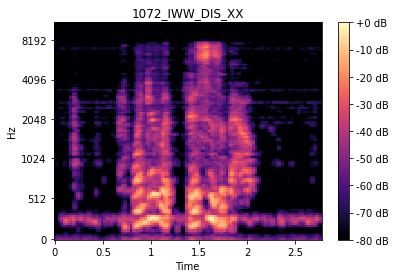 1072_IWW_DIS_XX
+0 dB
8192
-10 dB
4096
-20 dB
-30 dB
2048
Hz
-40 dB
1024
-50 dB
512
-60 dB
-70 dB
0
-80 dB
0 0.5 1 1.5 2 2.5
Time